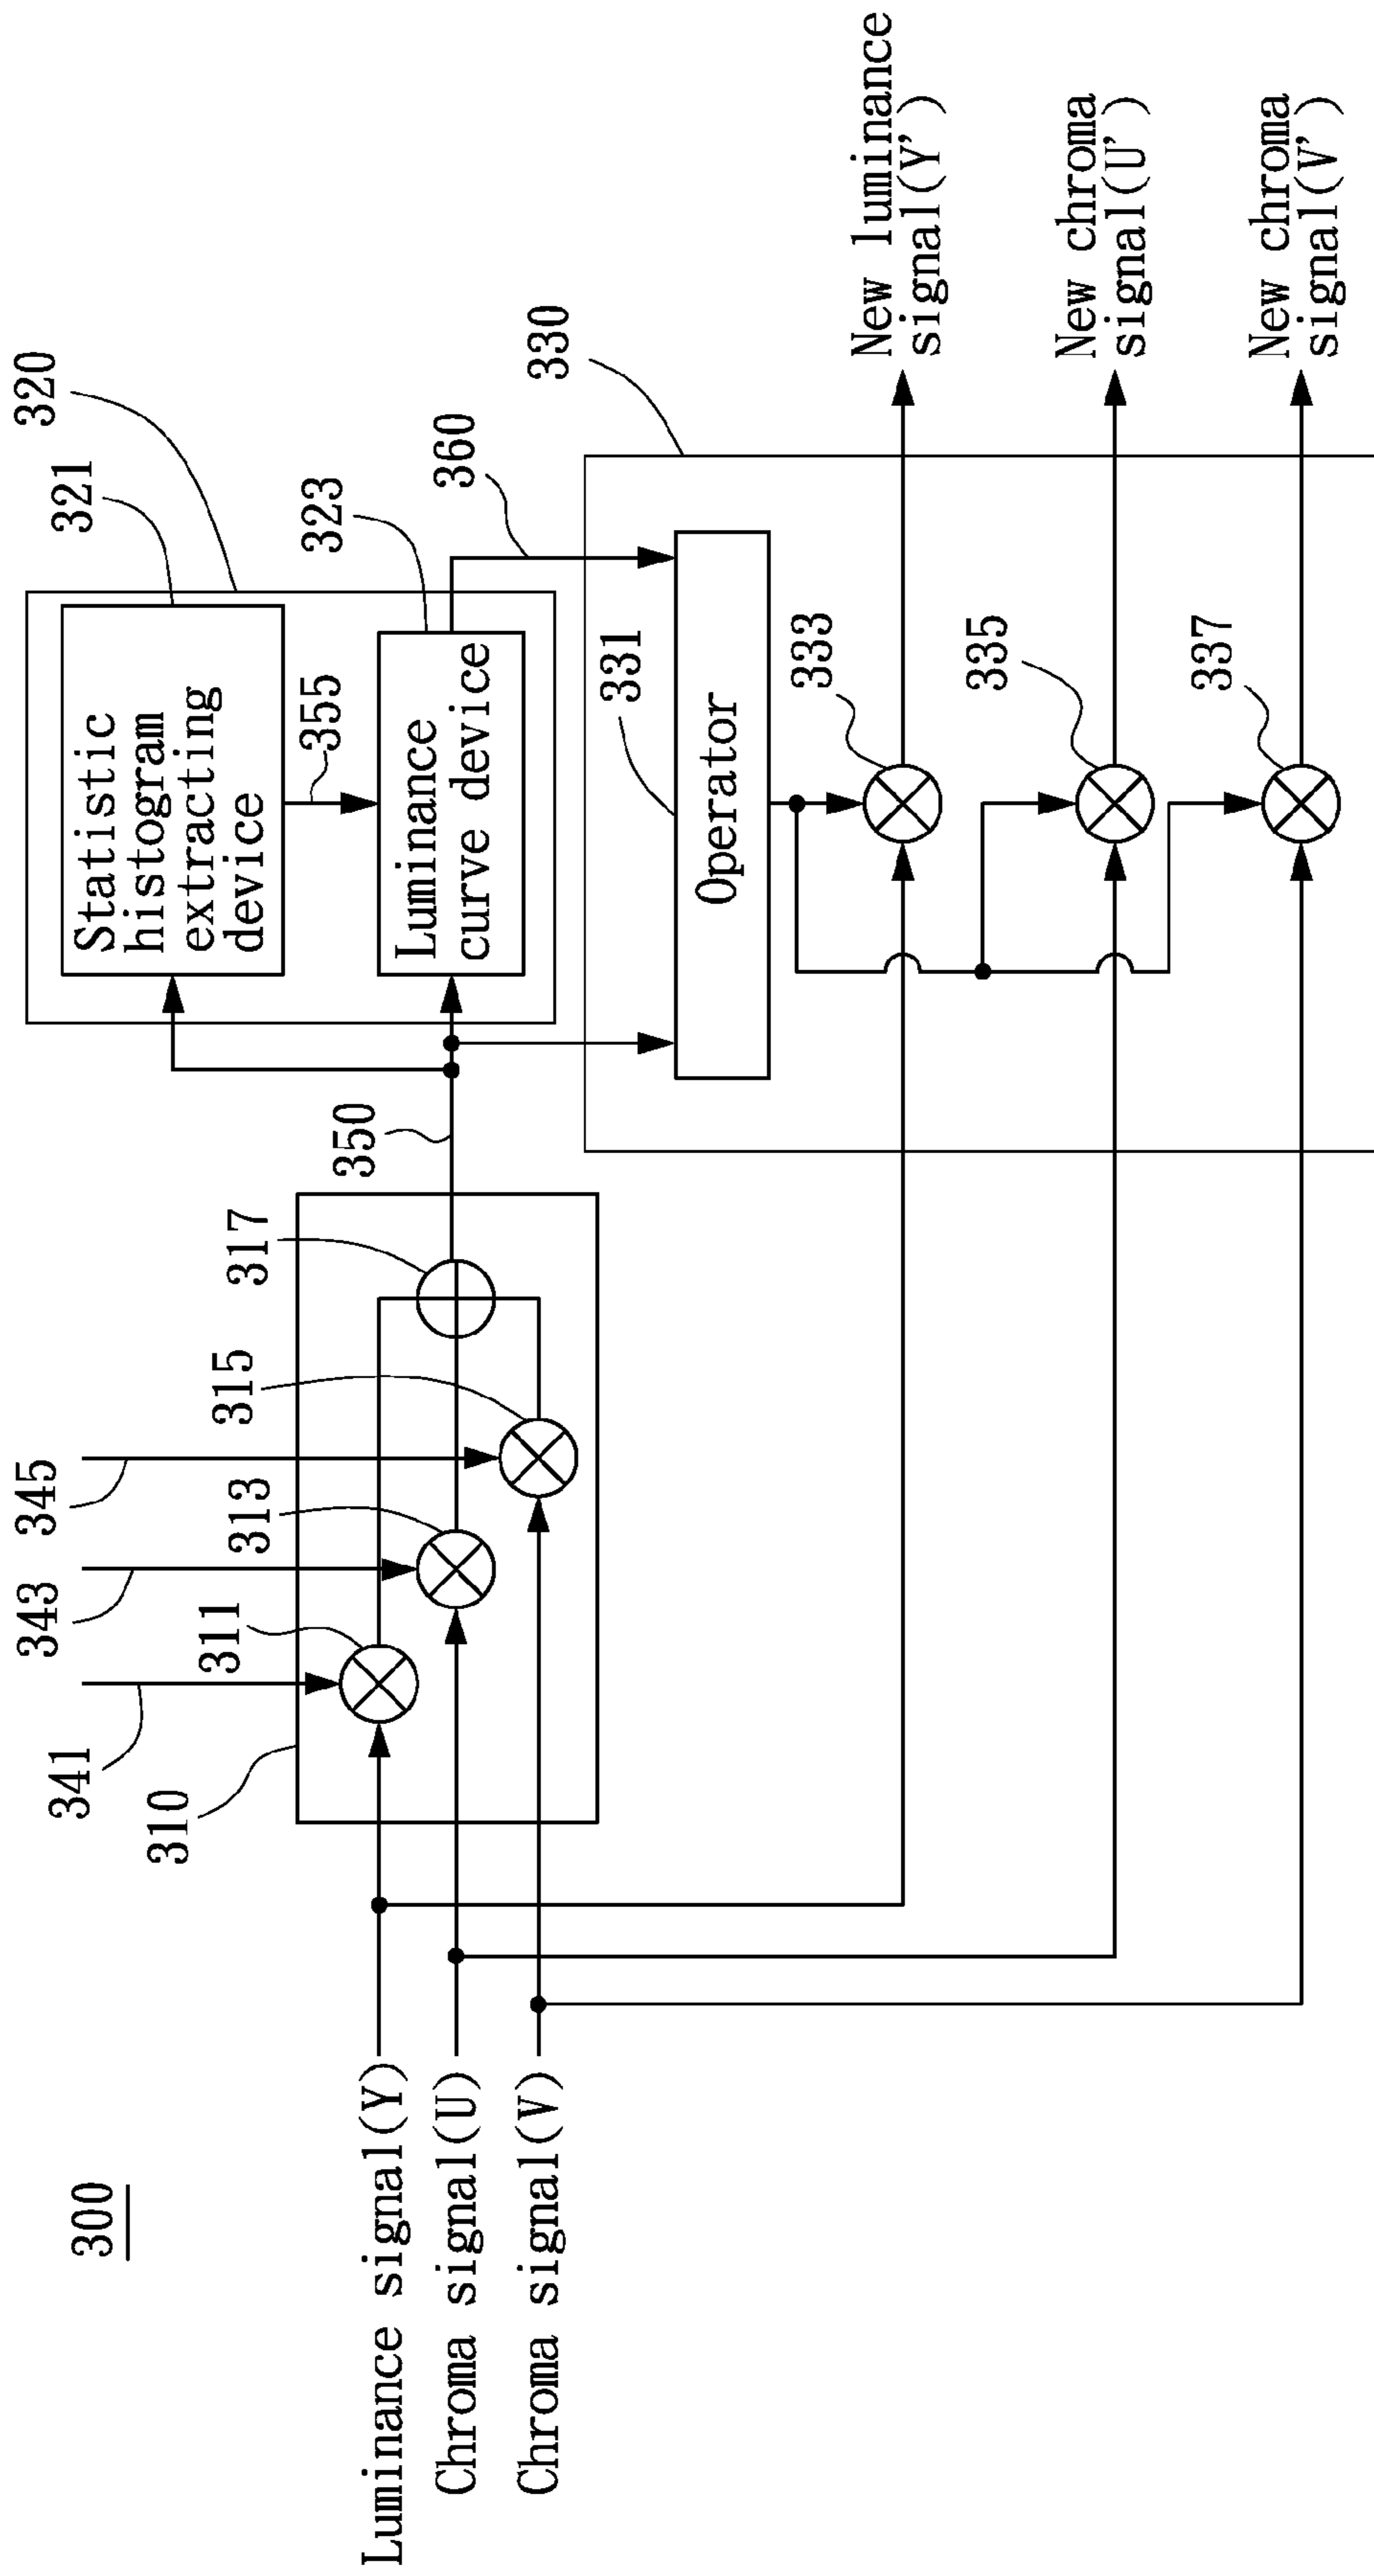 300
Luminance signal(Y)
Chroma signal(U)
Chroma signal(V)
341
343
345
310
311
313
315
317
350
320
321
Statistic
histogram
extracting
device
355
323
Luminance
curve device
360
330
331
Operator
333
335
337
New luminance
signal(Y')
New chroma
signal(U')
New chroma
signal(V')